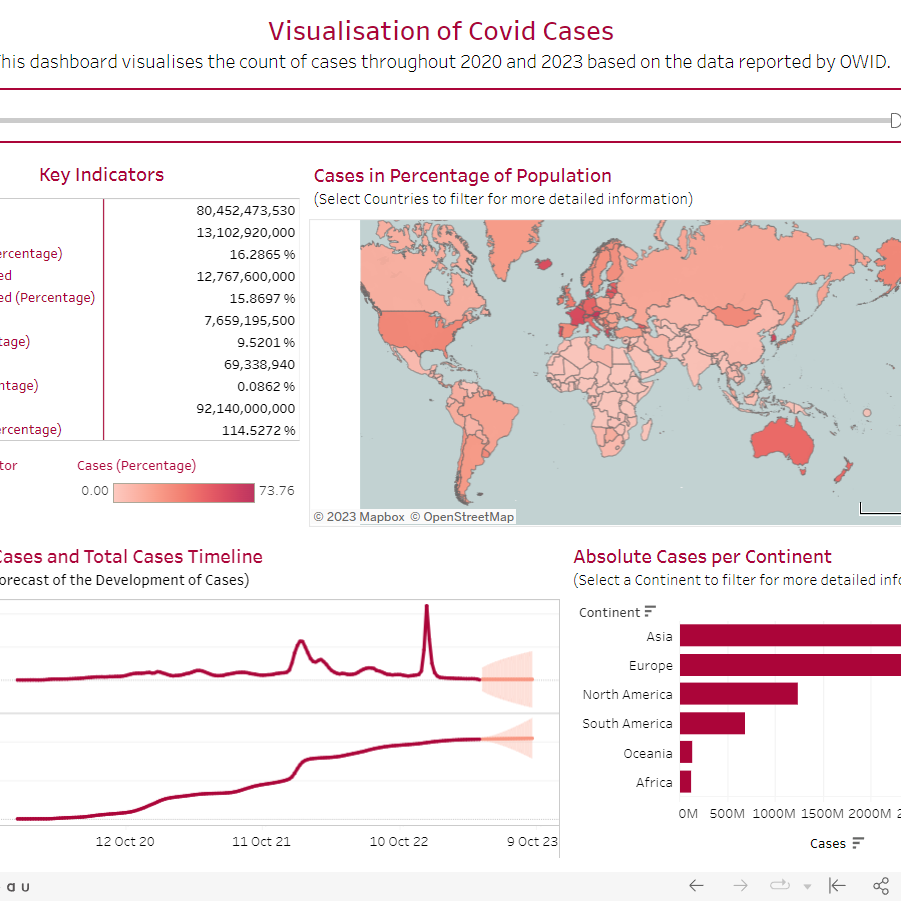 Visualisation of Covid Cases
his dashboard visualises the count of cases throughout 2020 and 2023 based on the data reported by OWID.
Key Indicators
80,452,473,530
13,102,920,000
ercentage) 16.2865 %
ed 12,767,600,000
ed (Percentage) 15.8697 %
7,659,195,500
tage) 9.5201 %
69,338,940
ntage) 0.0862 %
92,140,000,000
ercentage) 114.5272 %
tor Cases (Percentage)
0.00 73.76
Cases in Percentage of Population
(Select Countries to filter for more detailed information)
© 2023 Mapbox © OpenStreetMap
Cases and Total Cases Timeline
orecast of the Development of Cases)
12 Oct 20 11 Oct 21 10 Oct 22 9 Oct 23
Absolute Cases per Continent
(Select a Continent to filter for more detailed info
Continent
Asia
Europe
North America
South America
Oceania
Africa
0M 500M 1000M 1500M 2000M 2
Cases
a u